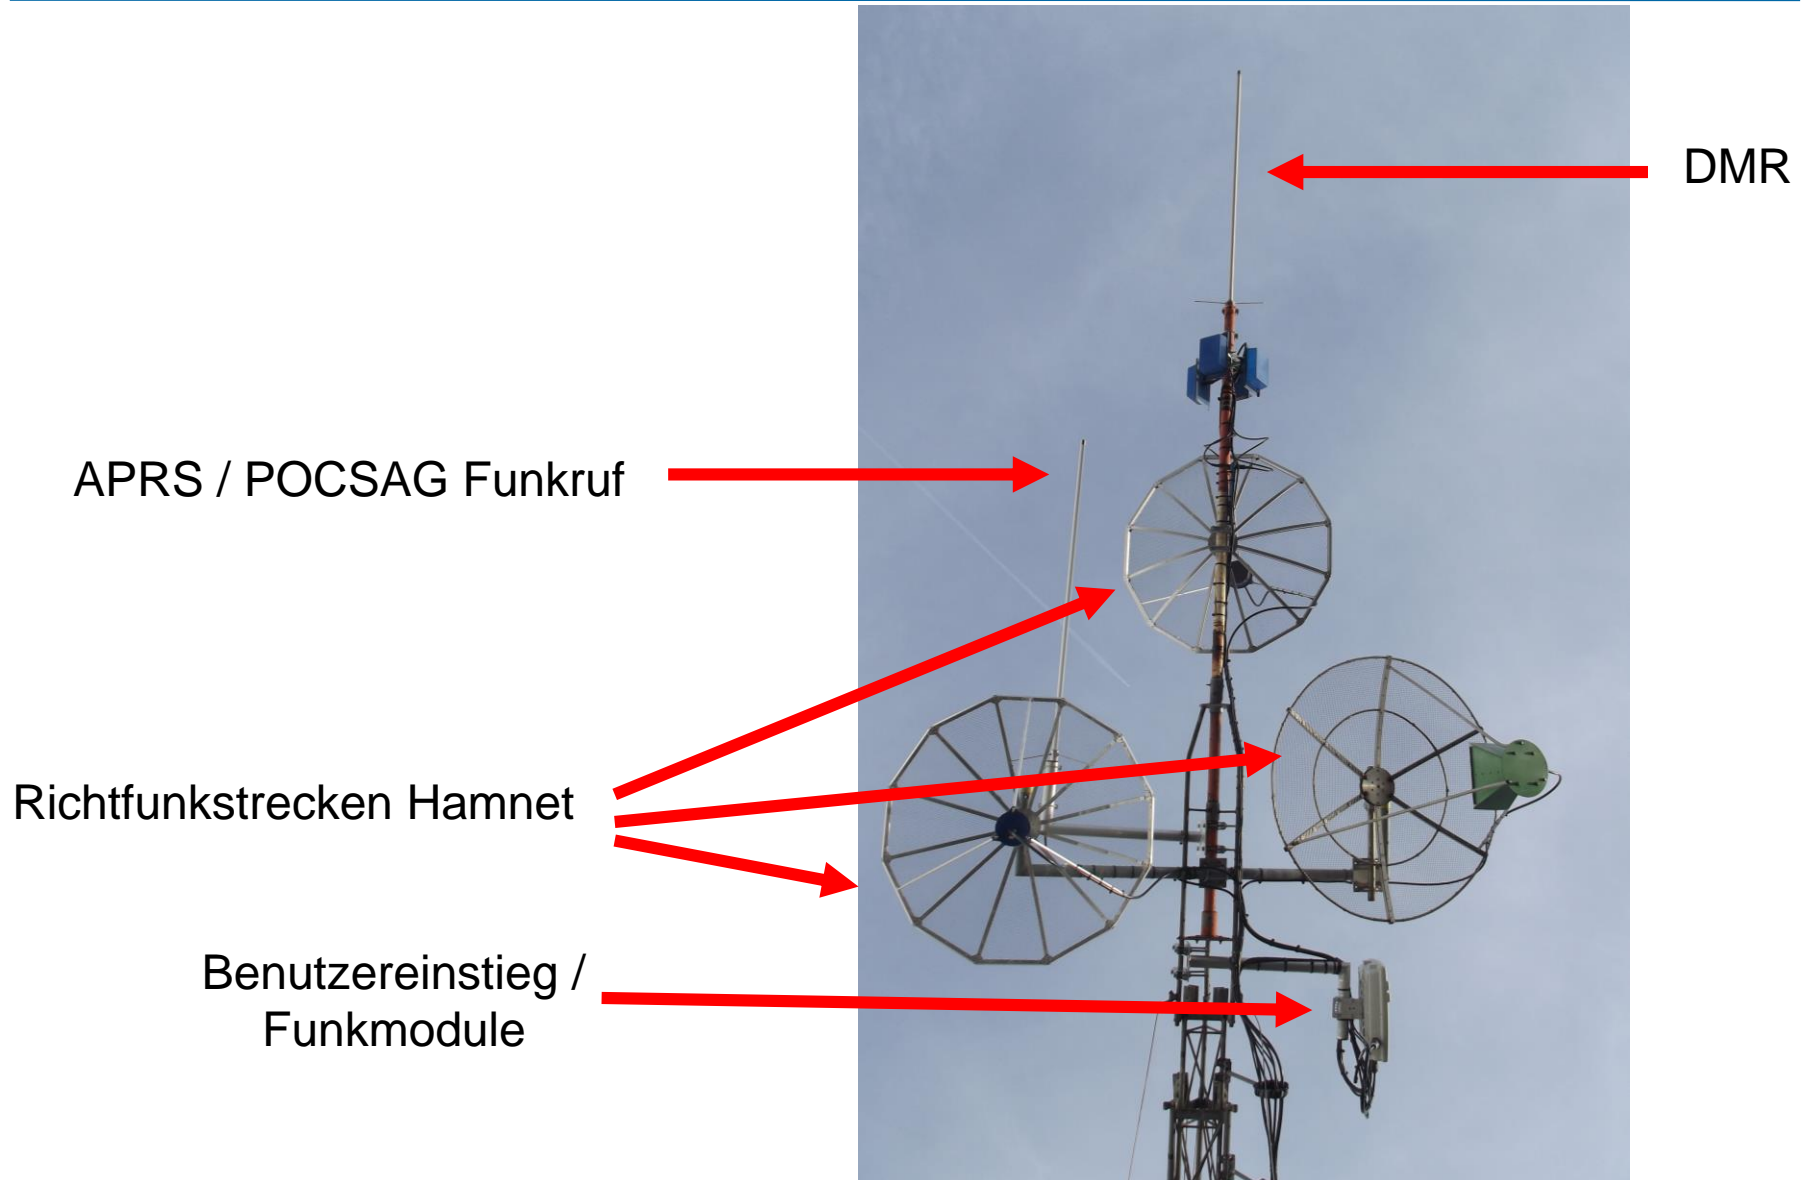 DMR
APRS / POCSAG Funkruf
Richtfunkstrecken Hamnet
Benutzereinstieg /
Funkmodule